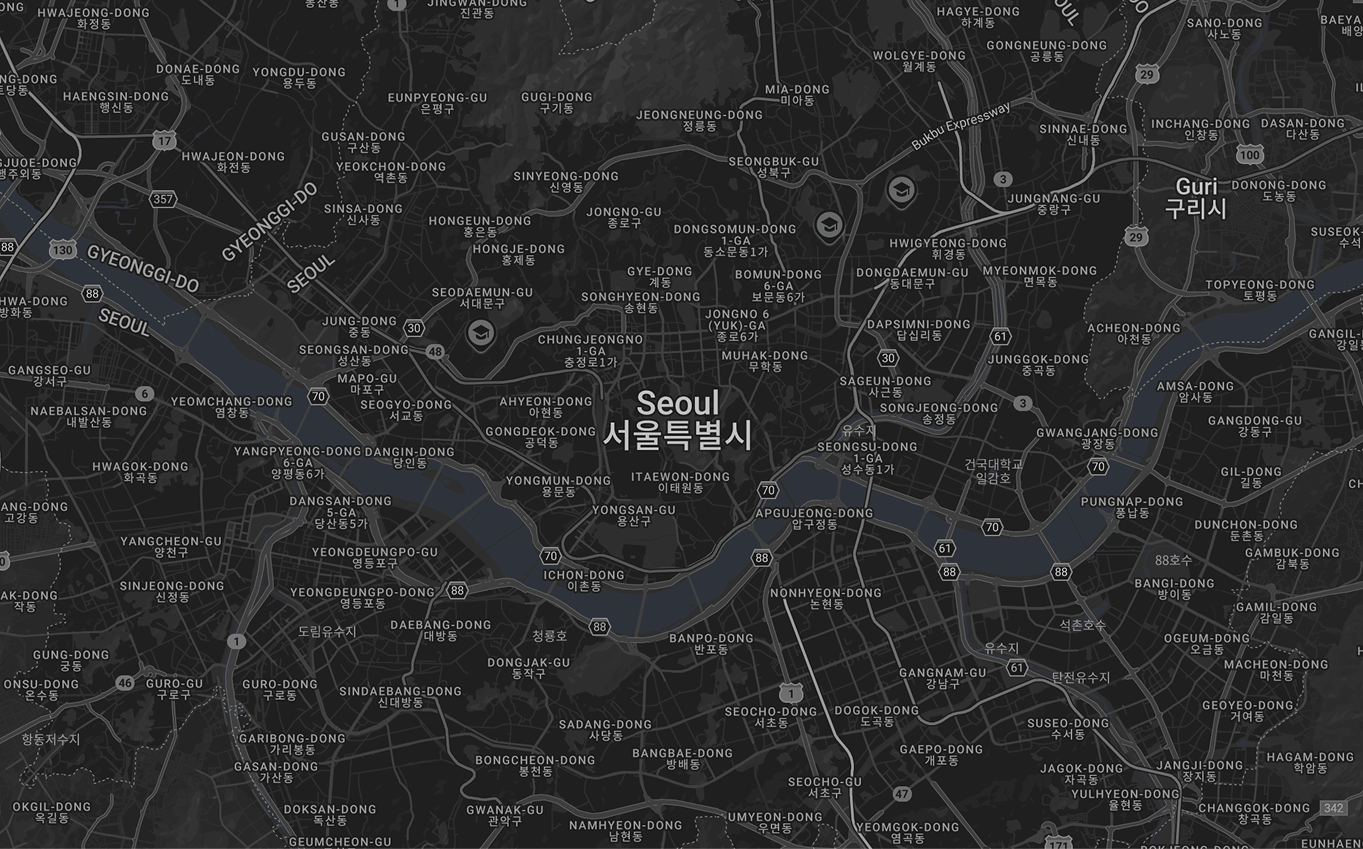 JINGWAN-DONG
진관동
HWAJEONG-DONG
화정동
HAGYE-DONG
하계동
SANO-DONG
사노동
GONGNEUNG-DONG
공릉동
WOLGYE-DONG
월계동
DONAE-DONG
도내동
YONGDU-DONG
용두동
29
HAENGSIN-DONG
행신동
EUNPYEONG-GU
은평구
GUGI-DONG
구기동
MIA-DONG
미아동
JEONGNEUNG-DONG
정릉동
Bukbu Expressway
SINNAE-DONG
신내동
INCHANG-DONG
인창동
DASAN-DONG
다산동
17
GUSAN-DONG
구산동
100
HWAJEON-DONG
화전동
YEOKCHON-DONG
역촌동
SINYEONG-DONG
신영동
SEONGBUK-GU
성북구
3
Guri
구리시
DONONG-DONG
도농동
357
GYEONGGI-DO
SEOUL
SINSA-DONG
신사동
JONGNO-GU
종로구
JUNGNANG-GU
중랑구
HONGEUN-DONG
홍은동
DONGSOMUN-DONG
1-GA
동소문동1가
29
130
GYEONGGI-DO
SEOUL
88
88
HONGJE-DONG
홍제동
HWIGYEONG-DONG
휘경동
GYE-DONG
계동
BOMUN-DONG
6-GA
보문동6가
DONGDAEMUN-GU
동대문구
MYEONMOK-DONG
면목동
TOPYEONG-DONG
토평동
SEODAEMUN-GU
서대문구
SONGHYEON-DONG
송현동
JONGNO 6
(YUK)-GA
종로6가
JUNG-DONG
중동
30
DAPSIMNI-DONG
답십리동
61
ACHEON-DONG
아천동
SEONGSAN-DONG
성산동
48
CHUNGJEONGNO
1-GA
충정로1가
MUHAK-DONG
무학동
30
JUNGGOK-DONG
중곡동
GANGSEO-GU
강서구
MAPO-GU
마포구
6
70
SAGEUN-DONG
사근동
AMSA-DONG
암사동
YEOMCHANG-DONG
염창동
SEOGYO-DONG
서교동
AHYEON-DONG
아현동
Seoul
서울특별시
SONGJEONG-DONG
송정동
3
NAEBALSAN-DONG
내발산동
GONGDEOK-DONG
공덕동
유수지
GWANGJANG-DONG
광장동
GANGDONG-GU
강동구
YANGPYEONG-DONG
6-GA
양평동6가
DANGIN-DONG
당인동
SEONGSU-DONG
1-GA
성수동1가
HWAGOK-DONG
화곡동
건국대학교
일감호
70
GIL-DONG
길동
YONGMUN-DONG
용문동
ITAEWON-DONG
이태원동
70
DANGSAN-DONG
5-GA
당산동5가
YONGSAN-GU
용산구
APGUJEONG-DONG
압구정동
PUNGNAP-DONG
풍납동
70
DUNCHON-DONG
둔촌동
YANGCHEON-GU
양천구
YEONGDEUNGPO-GU
영등포구
70
88
61
88
88
88호수
GAMBUK-DONG
감북동
ICHON-DONG
이촌동
SINJEONG-DONG
신정동
YEONGDEUNGPO-DONG
영등포동
88
NONHYEON-DONG
논현동
BANGI-DONG
방이동
GAMIL-DONG
감일동
도림유수지
DAEBANG-DONG
대방동
청룡호
88
BANPO-DONG
반포동
석촌호수
OGEUM-DONG
오금동
1
GUNG-DONG
궁동
DONGJAK-GU
동작구
유수지
61
탄천유수지
MACHEON-DONG
마천동
ONSU-DONG
온수동
46
GURO-GU
구로구
GURO-DONG
구로동
SINDAEBANG-DONG
신대방동
1
GANGNAM-GU
강남구
SEOCHO-DONG
서초동
DOGOK-DONG
도곡동
GEOYEO-DONG
거여동
SADANG-DONG
사당동
SUSEO-DONG
수서동
항동저수지
GARIBONG-DONG
가리봉동
BANGBAE-DONG
방배동
GAEPO-DONG
개포동
GASAN-DONG
가산동
BONGCHEON-DONG
봉천동
JAGOK-DONG
자곡동
JANGJI-DONG
장지동
HAGAM-DONG
학암동
SEOCHO-GU
서초구
47
YULHYEON-DONG
율현동
OKGIL-DONG
옥길동
DOKSAN-DONG
독산동
GWANAK-GU
관악구
CHANGGOK-DONG
창곡동
342
NAMHYEON-DONG
남현동
UMYEON-DONG
우면동
YEOMGOK-DONG
염곡동
GEUMCHEON-GU